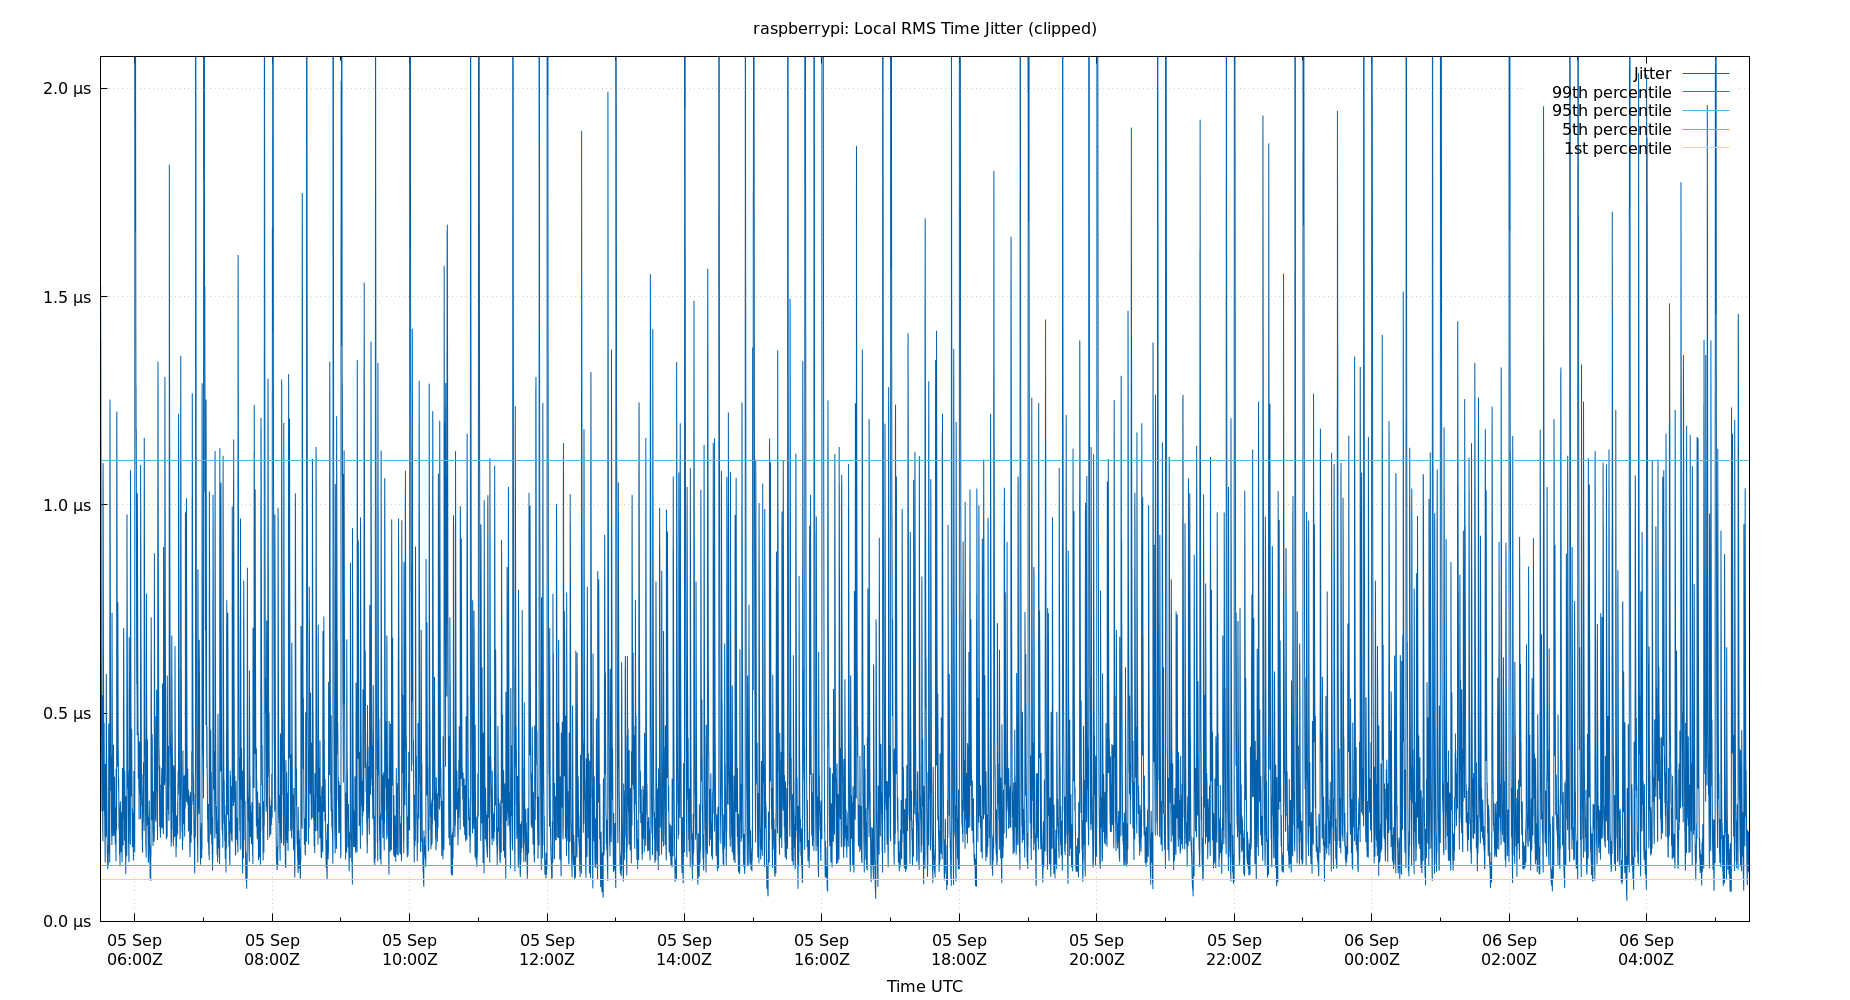 raspberrypi: Local RMS Time Jitter (clipped)
Jitter
99th percentile
95th percentile
5th percentile
1st percentile
2.0 µs
1.5 µs
1.0 µs
0.5 µs
0.0 µs
05 Sep 05 Sep 05 Sep 05 Sep 05 Sep 05 Sep 05 Sep 05 Sep 05 Sep 06 Sep 06 Sep 06 Sep
06:00Z 08:00Z 10:00Z 12:00Z 14:00Z 16:00Z 18:00Z 20:00Z 22:00Z 00:00Z 02:00Z 04:00Z
Time UTC